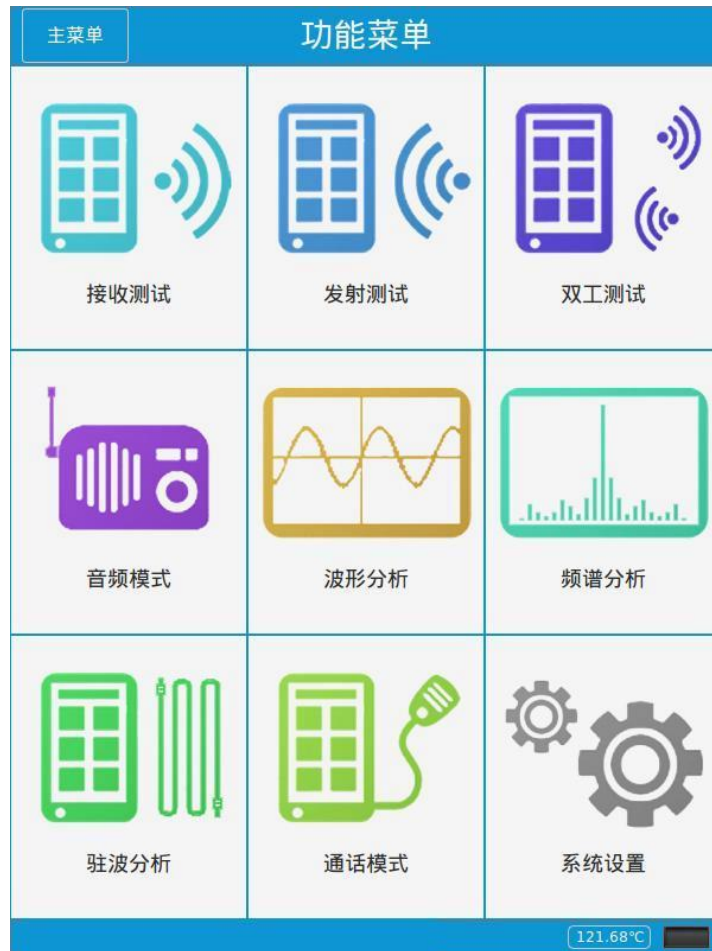 主菜单
功能菜单
接收测试
发射测试
双工测试
音频模式
波形分析
频谱分析
驻波分析
通话模式
系统设置
121.68℃